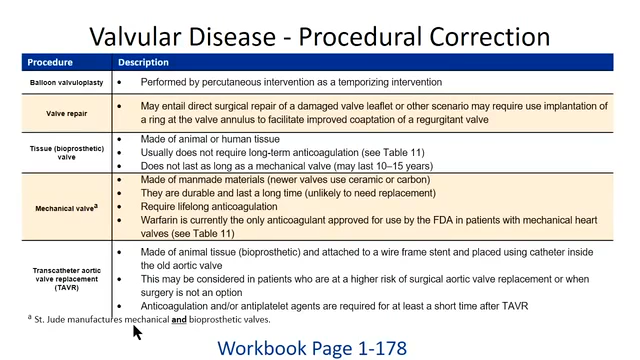 Valvular Disease - Procedural Correction
Procedure Description
Balloon valvuloplasty
• Performed by percutaneous intervention as a temporizing intervention
Valve repair
• May entail direct surgical repair of a damaged valve leaflet or other scenario may require use implantation of
a ring at the valve annulus to facilitate improved coaptation of a regurgitant valve
Tissue (bioprosthetic)
valve
• Made of animal or human tissue
• Usually does not require long-term anticoagulation (see Table 11)
• Does not last as long as a mechanical valve (may last 10–15 years)
Mechanical valveᵃ
• Made of manmade materials (newer valves use ceramic or carbon)
• They are durable and last a long time (unlikely to need replacement)
• Require lifelong anticoagulation
• Warfarin is currently the only anticoagulant approved for use by the FDA in patients with mechanical heart
valves (see Table 11)
Transcatheter aortic
valve replacement
(TAVR)
• Made of animal tissue (bioprosthetic) and attached to a wire frame stent and placed using catheter inside
the old aortic valve
• This may be considered in patients who are at a higher risk of surgical aortic valve replacement or when
surgery is not an option
• Anticoagulation and/or antiplatelet agents are required for at least a short time after TAVR
ᵃ St. Jude manufactures mechanical and bioprosthetic valves.
Workbook Page 1-178